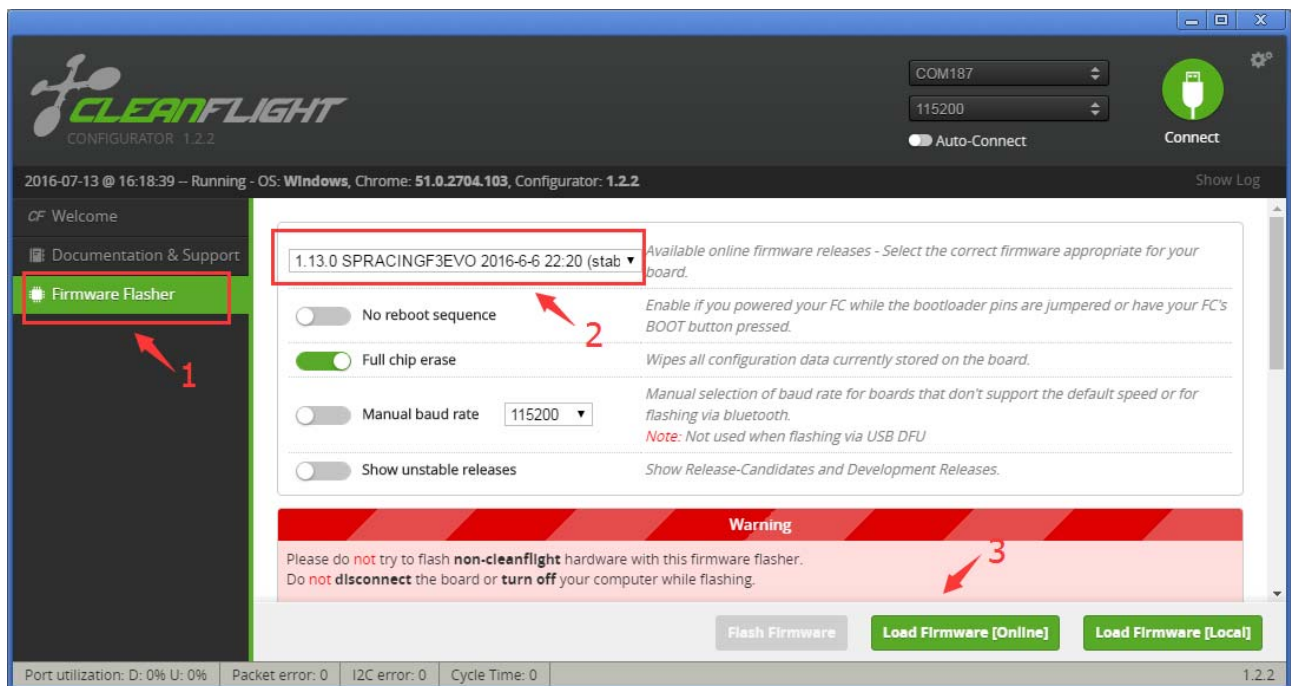 CLEANFLIGHT
CONFIGURATOR 1.2.2
COM187
115200
Auto-Connect
Connect
2016-07-13 @ 16:18:39 -- Running - OS: Windows, Chrome: 51.0.2704.103, Configurator: 1.2.2
Show Log
CF Welcome
Documentation & Support
Firmware Flasher
1
1.13.0 SPRACINGF3EVO 2016-6-6 22:20 (stab
Available online firmware releases - Select the correct firmware appropriate for your
board.
2
No reboot sequence
Enable if you powered your FC while the bootloader pins are jumpered or have your FC's
BOOT button pressed.
Full chip erase
Wipes all configuration data currently stored on the board.
Manual baud rate
115200
Manual selection of baud rate for boards that don't support the default speed or for
flashing via bluetooth.
Note: Not used when flashing via USB DFU
Show unstable releases
Show Release-Candidates and Development Releases.
Warning
Please do not try to flash non-cleanflight hardware with this firmware flasher.
Do not disconnect the board or turn off your computer while flashing.
3
Flash Firmware
Load Firmware [Online]
Load Firmware [Local]
Port utilization: D: 0% U: 0%
Packet error: 0
I2C error: 0
Cycle Time: 0
1.2.2